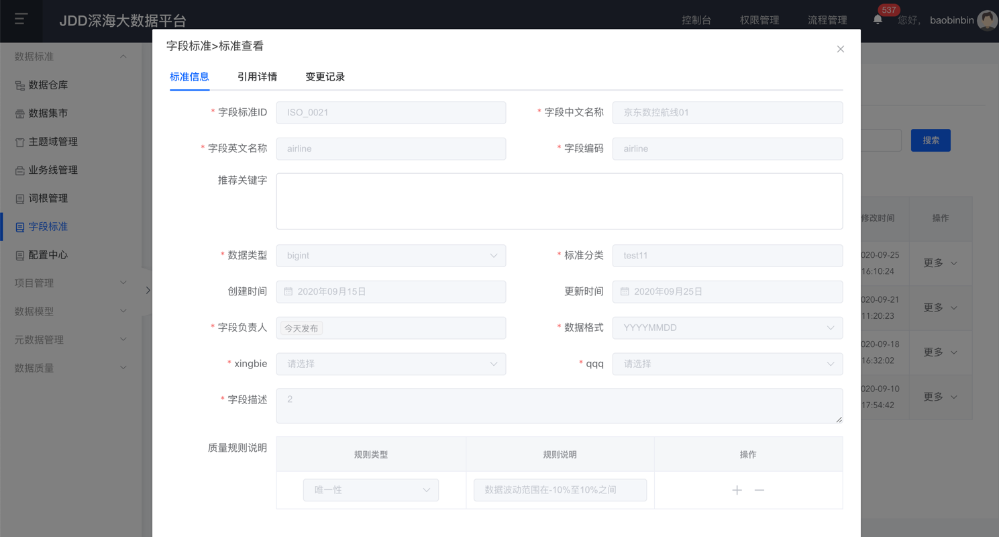 JDD深海大数据平台
控制台 权限管理 流程管理 537 您好, baobinbin
数据标准
数据仓库
数据集市
主题域管理
业务线管理
词根管理
字段标准
配置中心
项目管理
数据模型
元数据管理
数据质量
字段标准>标准查看
标准信息 引用详情 变更记录
* 字段标准ID ISO_0021 * 字段中文名称 京东数控航线01
* 字段英文名称 airline * 字段编码 airline
推荐关键字
* 数据类型 bigint * 标准分类 test11
创建时间 2020年09月15日 更新时间 2020年09月25日
* 字段负责人 今天发布 * 数据格式 YYYYMMDD
* xingbie 请选择 * qqq 请选择
* 字段描述 2
质量规则说明 规则类型 规则说明 操作
唯一性 数据波动范围在-10%至10%之间
搜索
修改时间 操作
020-09-25
16:10:24 更多
020-09-21
11:20:23 更多
020-09-18
16:32:02 更多
020-09-10
17:54:42 更多